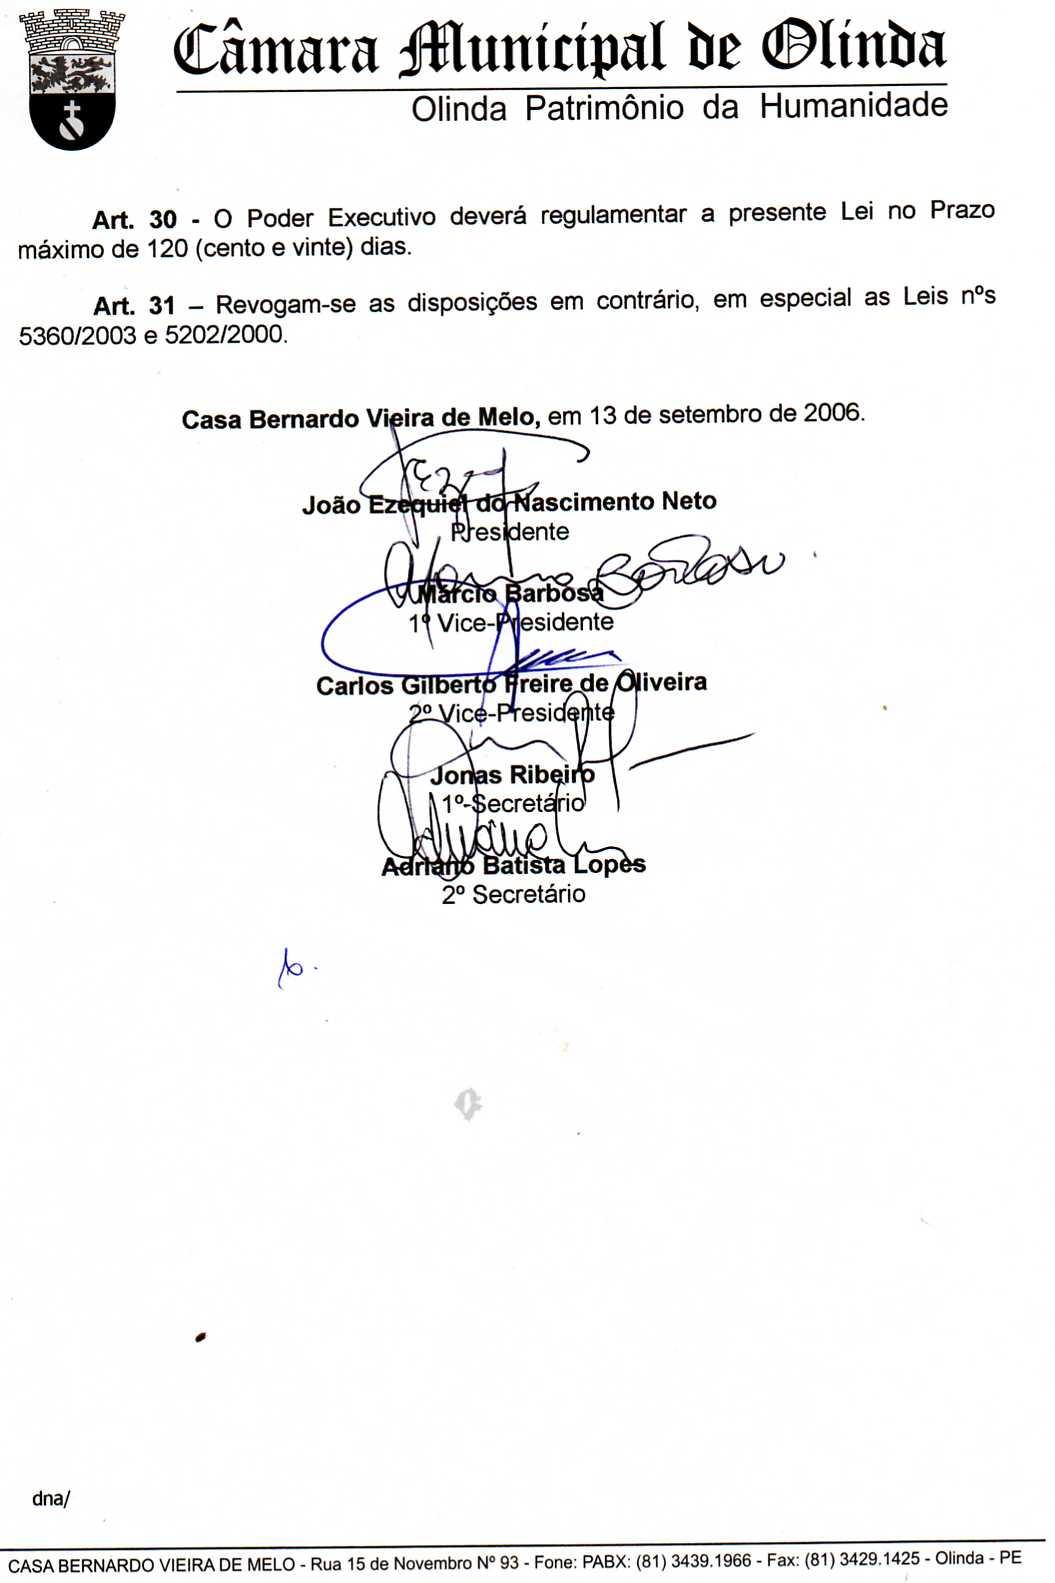 Câmara Municipal de Olinda
Olinda Patrimônio da Humanidade
Art. 30 - O Poder Executivo deverá regulamentar a presente Lei no Prazo
máximo de 120 (cento e vinte) dias.
Art. 31 – Revogam-se as disposições em contrário, em especial as Leis nºs
5360/2003 e 5202/2000.
Casa Bernardo Vieira de Melo, em 13 de setembro de 2006.
João Ezequiel do Nascimento Neto
Presidente
Márcio Barbosa
1º Vice-Presidente
Carlos Gilberto Freire de Oliveira
2º Vice-Presidente
Jonas Ribeiro
1º-Secretário
Adriano Batista Lopes
2º Secretário
dna/
CASA BERNARDO VIEIRA DE MELO - Rua 15 de Novembro Nº 93 - Fone: PABX: (81) 3439.1966 - Fax: (81) 3429.1425 - Olinda - PE